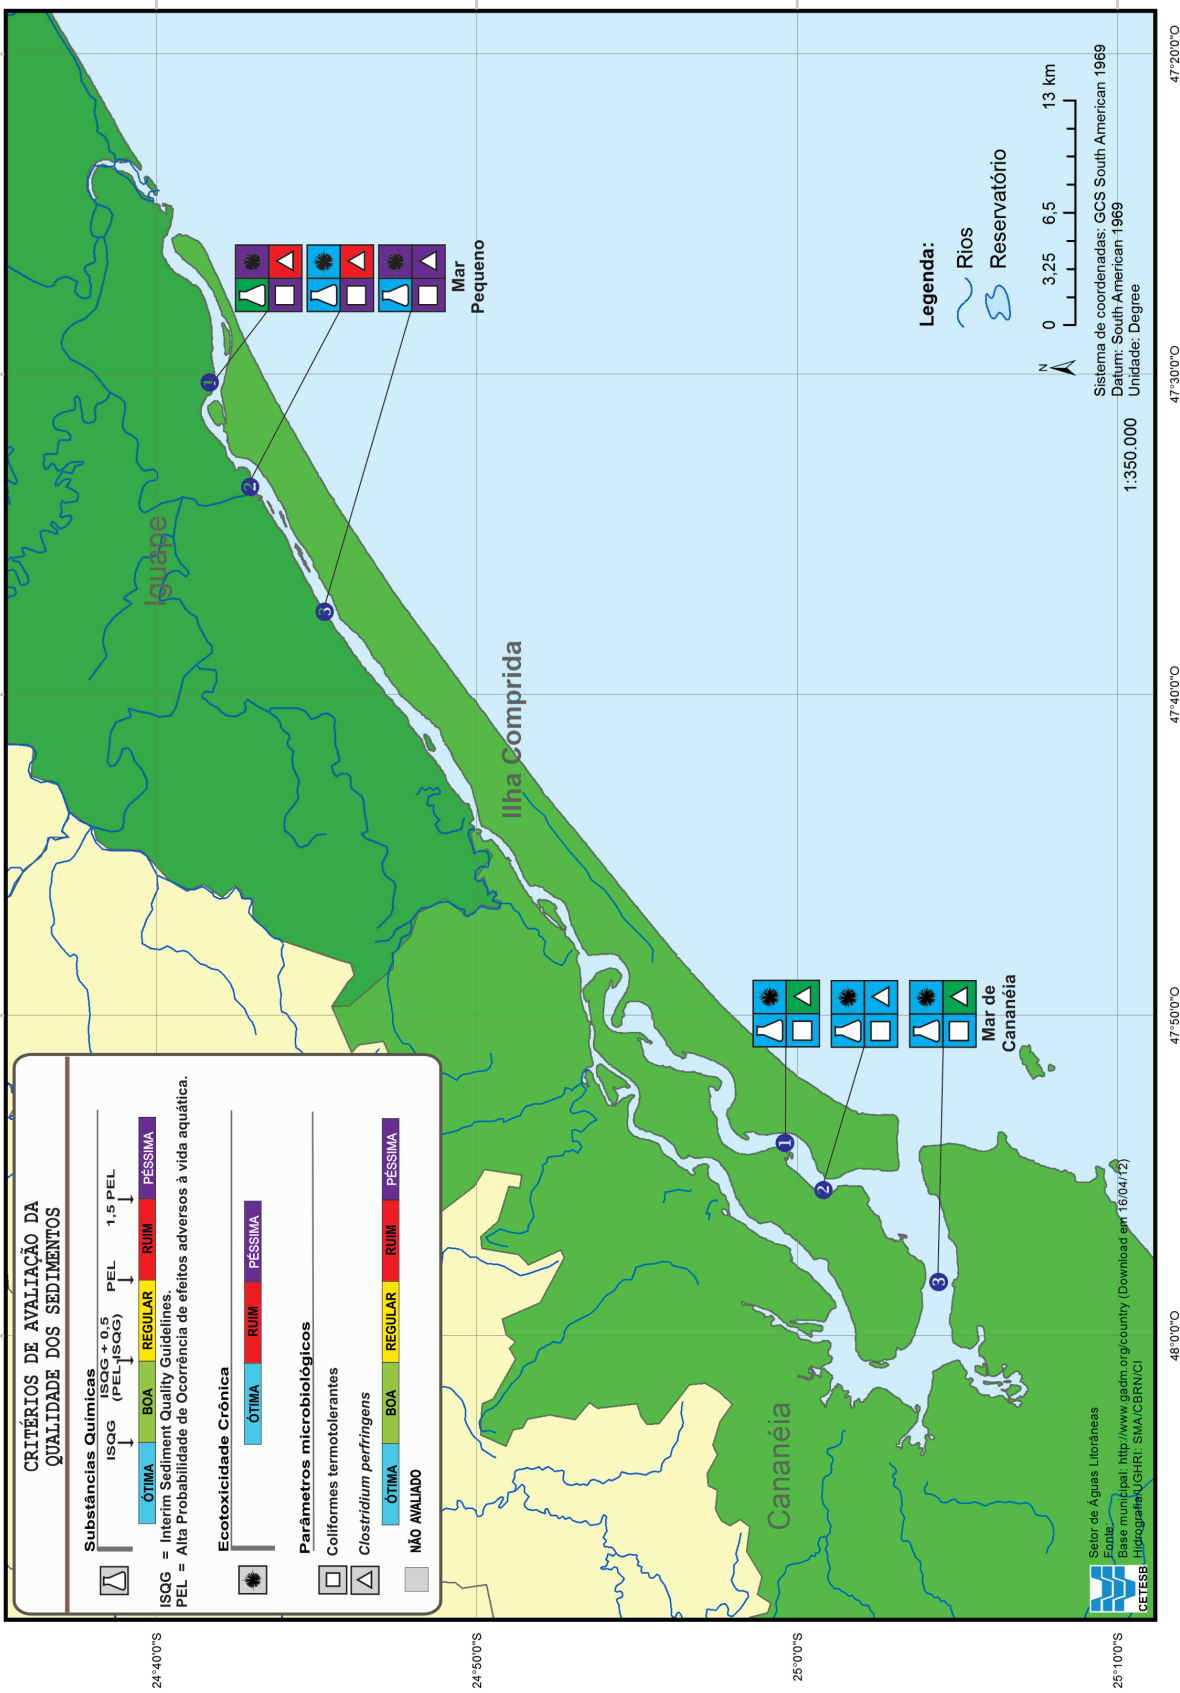 CRITÉRIOS DE AVALIAÇÃO DA
QUALIDADE DOS SEDIMENTOS
Substâncias Químicas
ISQG
ISQG + 0,5
(PEL-ISQG)
PEL
1,5 PEL
ÓTIMA
BOA
REGULAR
RUIM
PÉSSIMA
ISQG = Interim Sediment Quality Guidelines.
PEL = Alta Probabilidade de Ocorrência de efeitos adversos à vida aquática.
Ecotoxicidade Crônica
ÓTIMA
RUIM
PÉSSIMA
Parâmetros microbiológicos
Coliformes termotolerantes
Clostridium perfringens
ÓTIMA
BOA
REGULAR
RUIM
PÉSSIMA
NÃO AVALIADO
Iguape
Ilha Comprida
Cananéia
1
2
3
Mar
Pequeno
1
2
3
Mar de
Cananéia
Legenda:
Rios
Reservatório
N
0 3,25 6,5 13 km
Sistema de coordenadas: GCS South American 1969
Datum: South American 1969
Unidade: Degree
1:350.000
Setor de Águas Litorâneas
Fonte:
Base municipal: http://www.gadm.org/country (Download em 16/04/12)
Hidrografia/UGHRI: SMA/CBRN/CI
CETESB
24°40'0"S
24°50'0"S
25°0'0"S
25°10'0"S
48°0'0"O
47°50'0"O
47°40'0"O
47°30'0"O
47°20'0"O